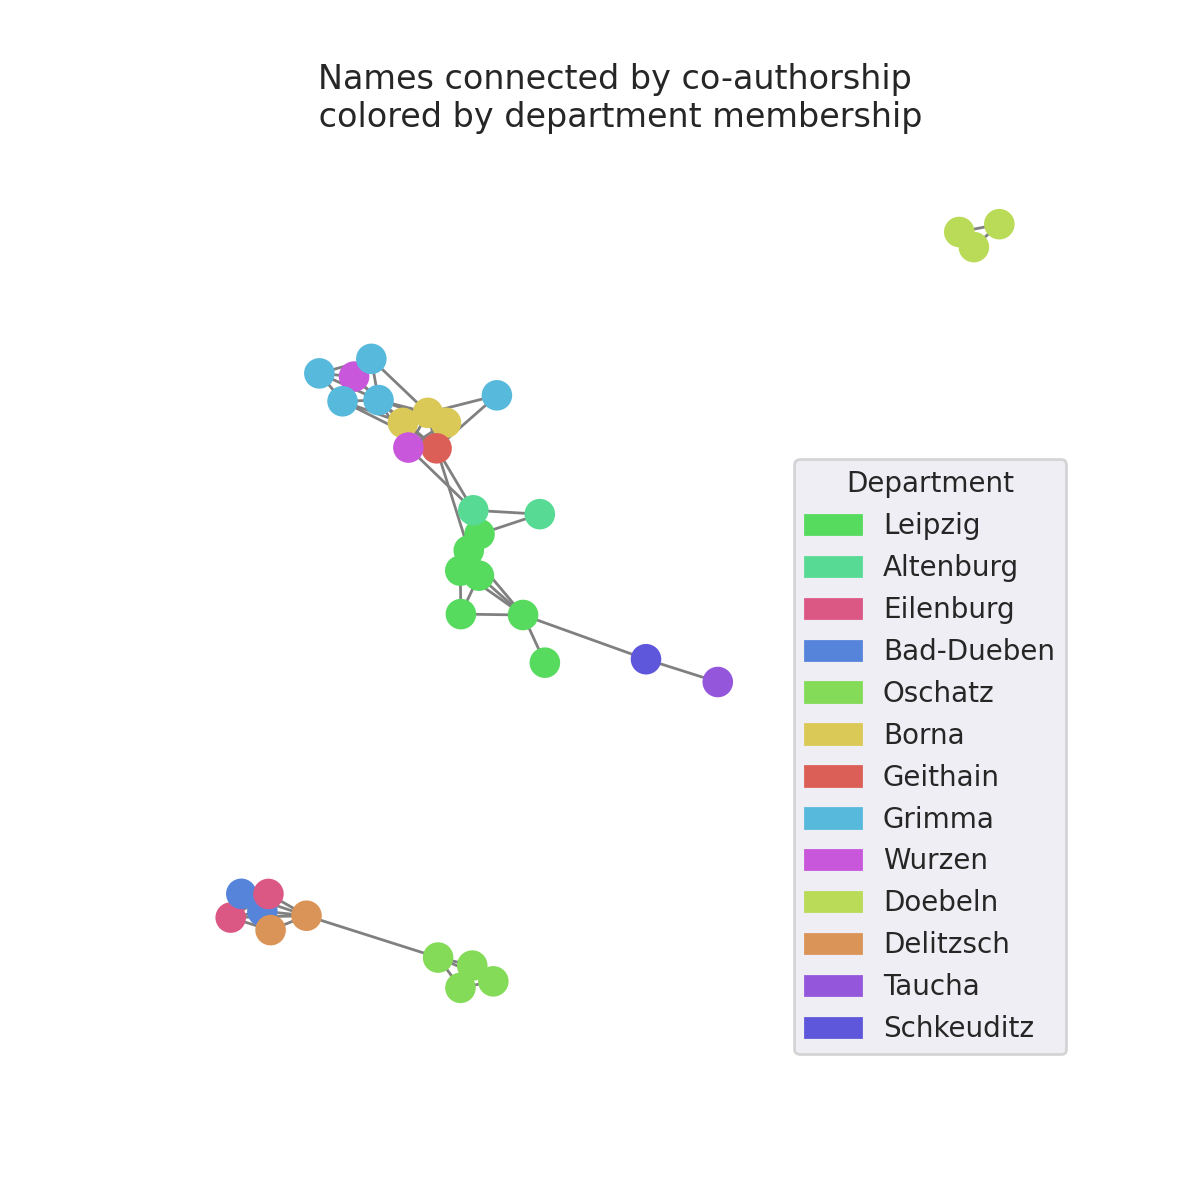 Names connected by co-authorship
colored by department membership
Department
Leipzig
Altenburg
Eilenburg
Bad-Dueben
Oschatz
Borna
Geithain
Grimma
Wurzen
Doebeln
Delitzsch
Taucha
Schkeuditz